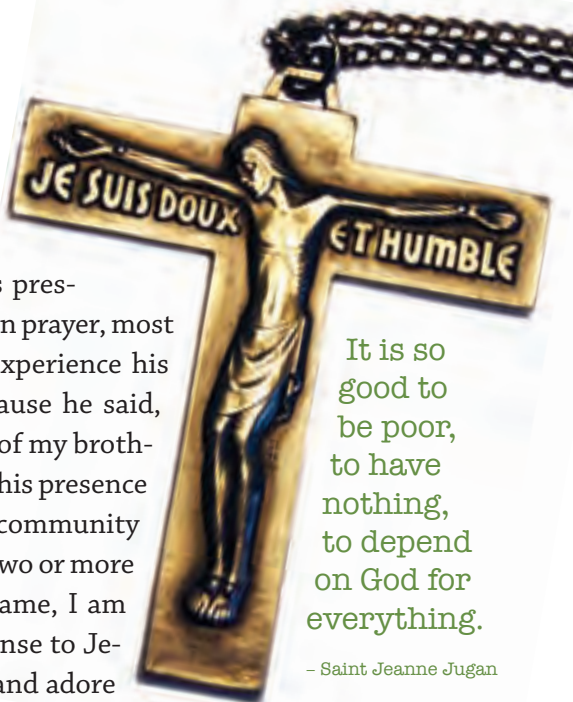 JE SUIS DOUX
ET HUMBLE
s pres-
n prayer, most
xperience his
ause he said,
of my broth-
his presence
community
wo or more
ame, I am
nse to Je-
and adore
It is so
good to
be poor,
to have
nothing,
to depend
on God for
everything.
– Saint Jeanne Jugan